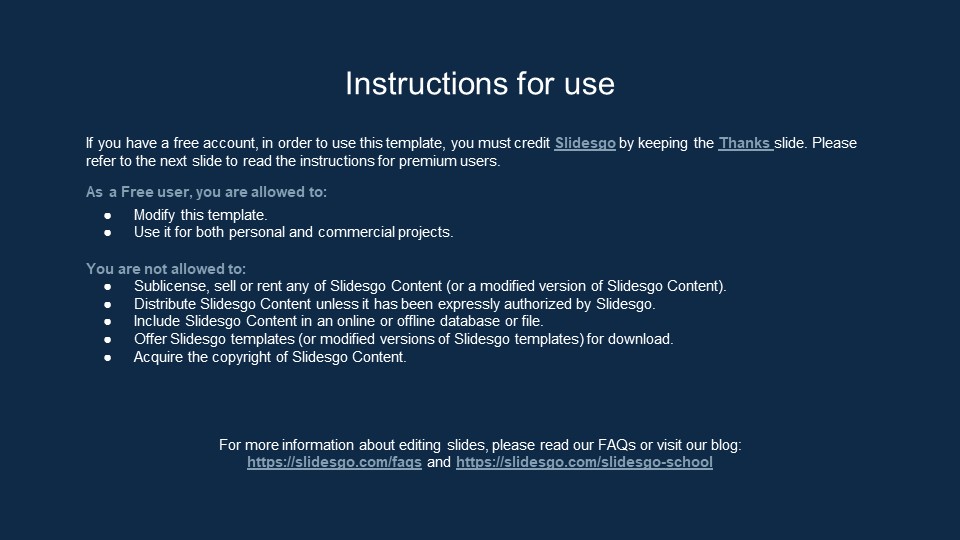 Instructions for use
If you have a free account, in order to use this template, you must credit Slidesgo by keeping the Thanks slide. Please
refer to the next slide to read the instructions for premium users.
As a Free user, you are allowed to:
● Modify this template.
● Use it for both personal and commercial projects.
You are not allowed to:
● Sublicense, sell or rent any of Slidesgo Content (or a modified version of Slidesgo Content).
● Distribute Slidesgo Content unless it has been expressly authorized by Slidesgo.
● Include Slidesgo Content in an online or offline database or file.
● Offer Slidesgo templates (or modified versions of Slidesgo templates) for download.
● Acquire the copyright of Slidesgo Content.
For more information about editing slides, please read our FAQs or visit our blog:
https://slidesgo.com/faqs and https://slidesgo.com/slidesgo-school